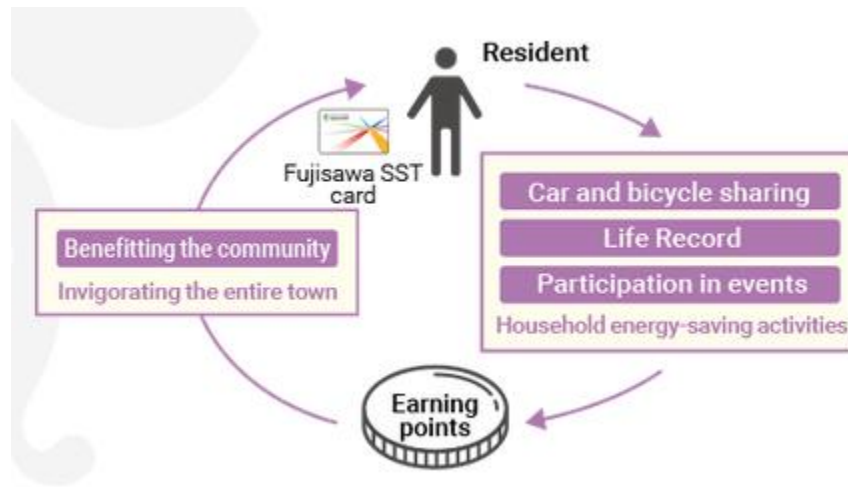 Resident
Fujisawa SST
card
Car and bicycle sharing
Life Record
Participation in events
Household energy-saving activities
Earning
points
Benefitting the community
Invigorating the entire town